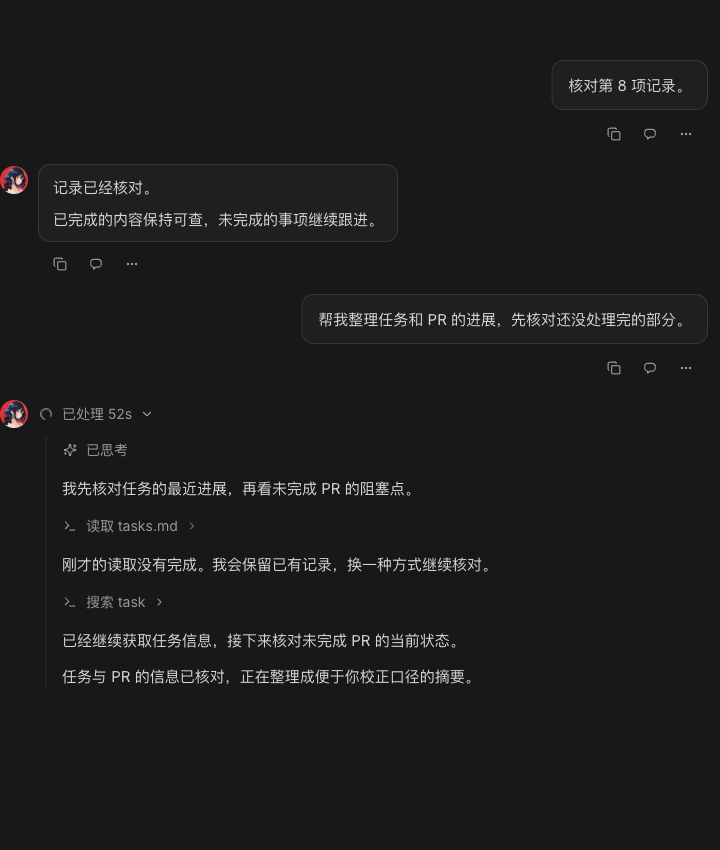 核对第 8 项记录。
记录已经核对。
已完成的内容保持可查，未完成的事项继续跟进。
帮我整理任务和 PR 的进展，先核对还没处理完的部分。
已处理 52s
已思考
我先核对任务的最近进展，再看未完成 PR 的阻塞点。
读取 tasks.md
刚才的读取没有完成。我会保留已有记录，换一种方式继续核对。
搜索 task
已经继续获取任务信息，接下来核对未完成 PR 的当前状态。
任务与 PR 的信息已核对，正在整理成便于你校正口径的摘要。